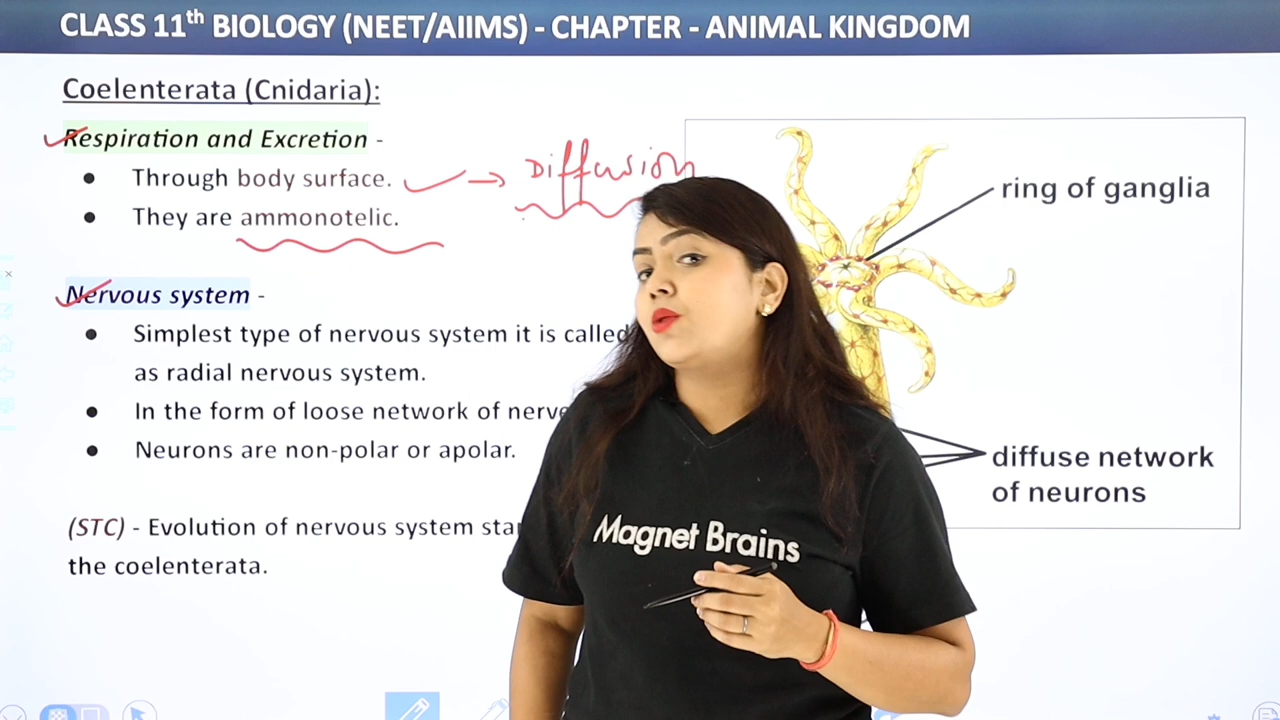 CLASS 11th BIOLOGY (NEET/AIIMS) - CHAPTER - ANIMAL KINGDOM
Coelenterata (Cnidaria):
Respiration and Excretion -
● Through body surface. → Diffusion
● They are ammonotelic.
Nervous system -
● Simplest type of nervous system it is called
as radial nervous system.
● In the form of loose network of
● Neurons are non-polar or apolar.
(STC) - Evolution of nervous system
the coelenterata.
ring of ganglia
diffuse network
of neurons
Magnet Brains